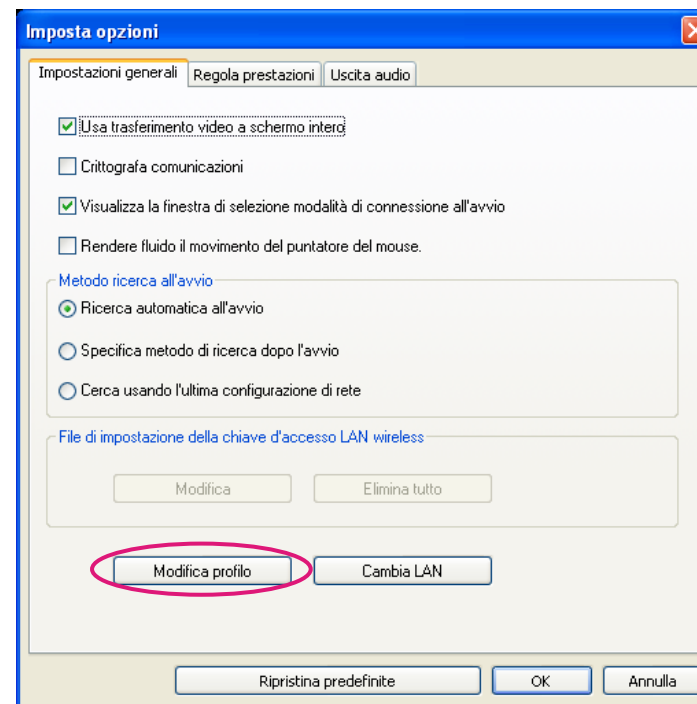 Imposta opzioni
Impostazioni generali Regola prestazioni Uscita audio
Usa trasferimento video a schermo intero
Crittografa comunicazioni
Visualizza la finestra di selezione modalità di connessione all'avvio
Rendere fluido il movimento del puntatore del mouse.
Metodo ricerca all'avvio
Ricerca automatica all'avvio
Specifica metodo di ricerca dopo l'avvio
Cerca usando l'ultima configurazione di rete
File di impostazione della chiave d'accesso LAN wireless
Modifica Elimina tutto
Modifica profilo Cambia LAN
Ripristina predefinite OK Annulla